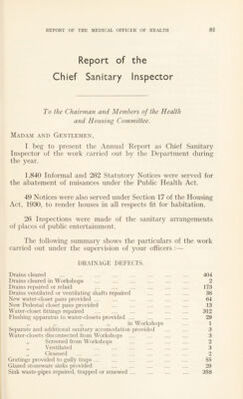 REPORT OF THE MEDICAL OFFICER OF HEALTH 81
Report of the
Chief Sanitary Inspector
To the Chairman and Members of the Health
and Housing Committee.
MADAM AND GENTLEMEN,
I beg to present the Annual Report as Chief Sanitary
Inspector of the work carried out by the Department during
the year.
1,840 Informal and 262 Statutory Notices were served for
the abatement of nuisances under the Public Health Act.
49 Notices were also served under Section 17 of the Housing
Act, 1930, to render houses in all respects fit for habitation.
26 Inspections were made of the sanitary arrangements
of places of public entertainment.
The following summary shows the particulars of the work
carried out under the supervision of your officers :—
DRAINAGE DEFECTS.
Drains cleared 404
Drains cleared in Workshops 2
Drains repaired or relaid 173
Drains ventilated or ventilating shafts repaired 38
New water-closet pans provided 64
New Pedestal closet pans provided 13
Water-closet fittings repaired 312
Flushing apparatus to water-closets provided 29
in Workshops 1
Separate and additional sanitary accomodation provided 3
Water-closets disconnected from Workshops 3
Screened from Workshops 2
Ventilated 3
Cleansed 2
Gratings provided to gully traps 85
Glazed stoneware sinks provided 29
Sink waste-pipes repaired, trapped or renewed 288